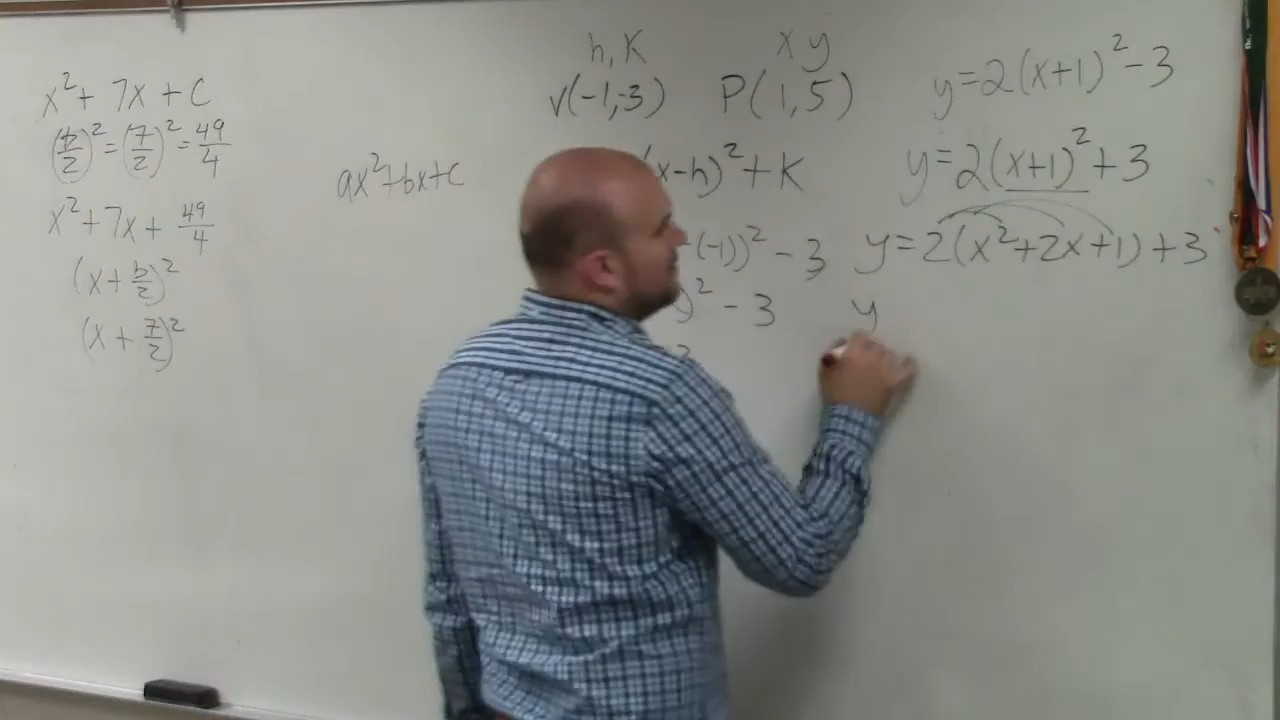 x² + 7x + C
(b/2)² = (7/2)² = 49/4
x² + 7x + 49/4
(x + b/2)²
(x + 7/2)²
ax²+bx+c
h, K
V(-1,-3)
(x-h)² + K
(-1))² - 3
)² - 3
2
x y
P(1,5)
y=2(x+1)²-3
y=2(x+1)²+3
y=2(x²+2x+1)+3
y